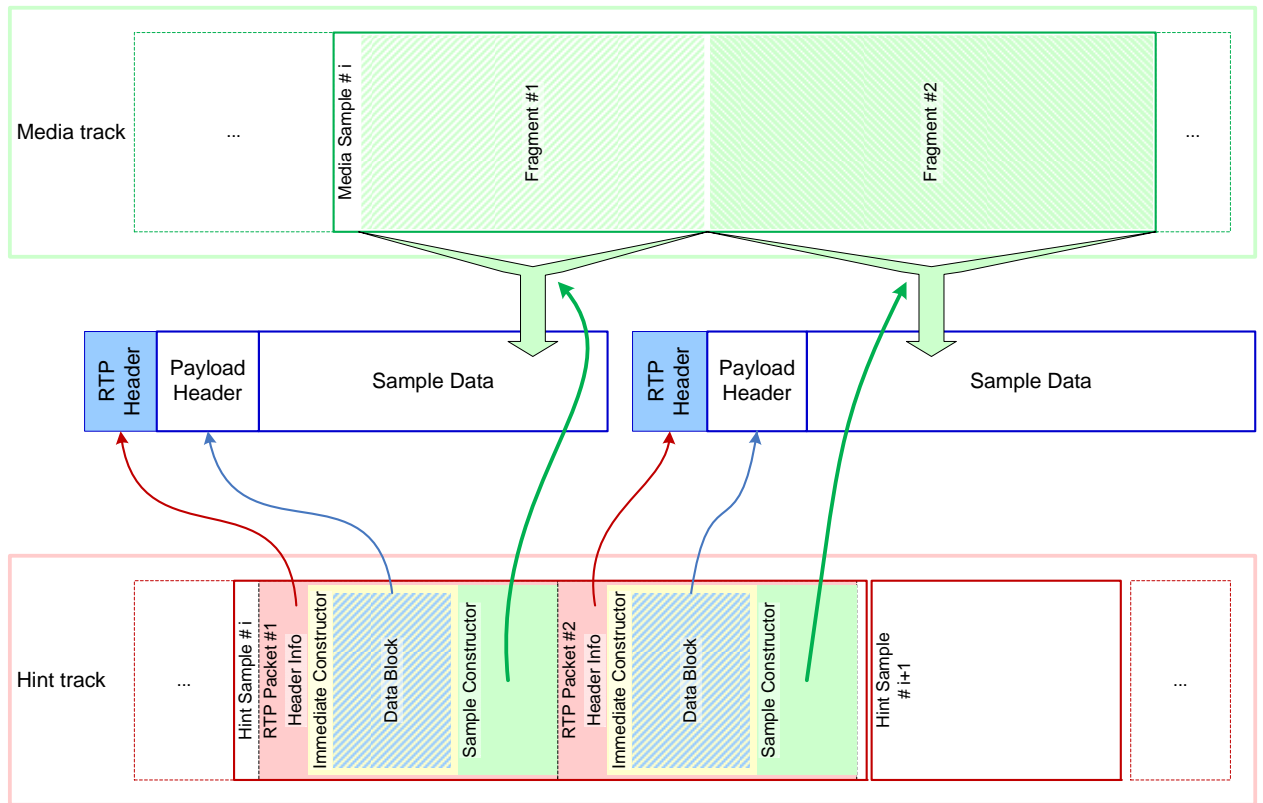 Media track
...
Media Sample # i
Fragment #1
Fragment #2
...
RTP
Header
Payload
Header
Sample Data
RTP
Header
Payload
Header
Sample Data
Hint track
...
Hint Sample # i
RTP Packet #1
Header Info
Immediate Constructor
Data Block
Sample Constructor
RTP Packet #2
Header Info
Immediate Constructor
Data Block
Sample Constructor
Hint Sample
# i+1
...